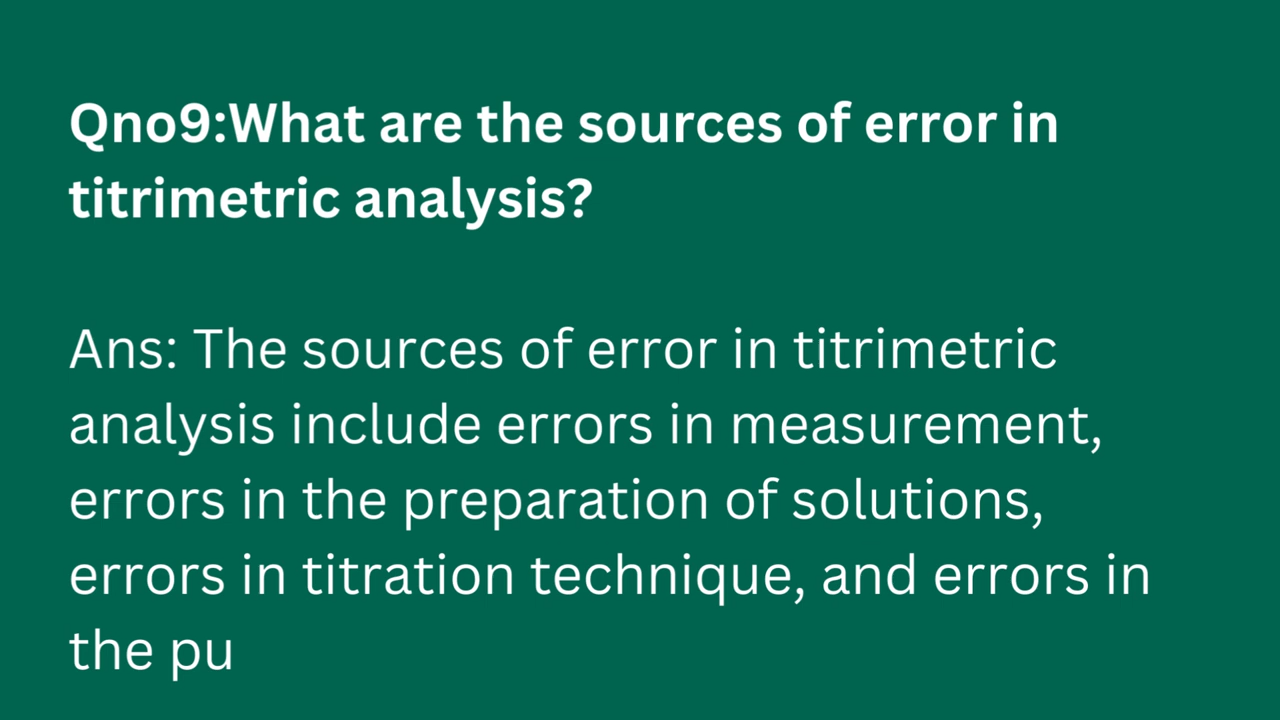 Qno9:What are the sources of error in
titrimetric analysis?
Ans: The sources of error in titrimetric
analysis include errors in measurement,
errors in the preparation of solutions,
errors in titration technique, and errors in
the pu